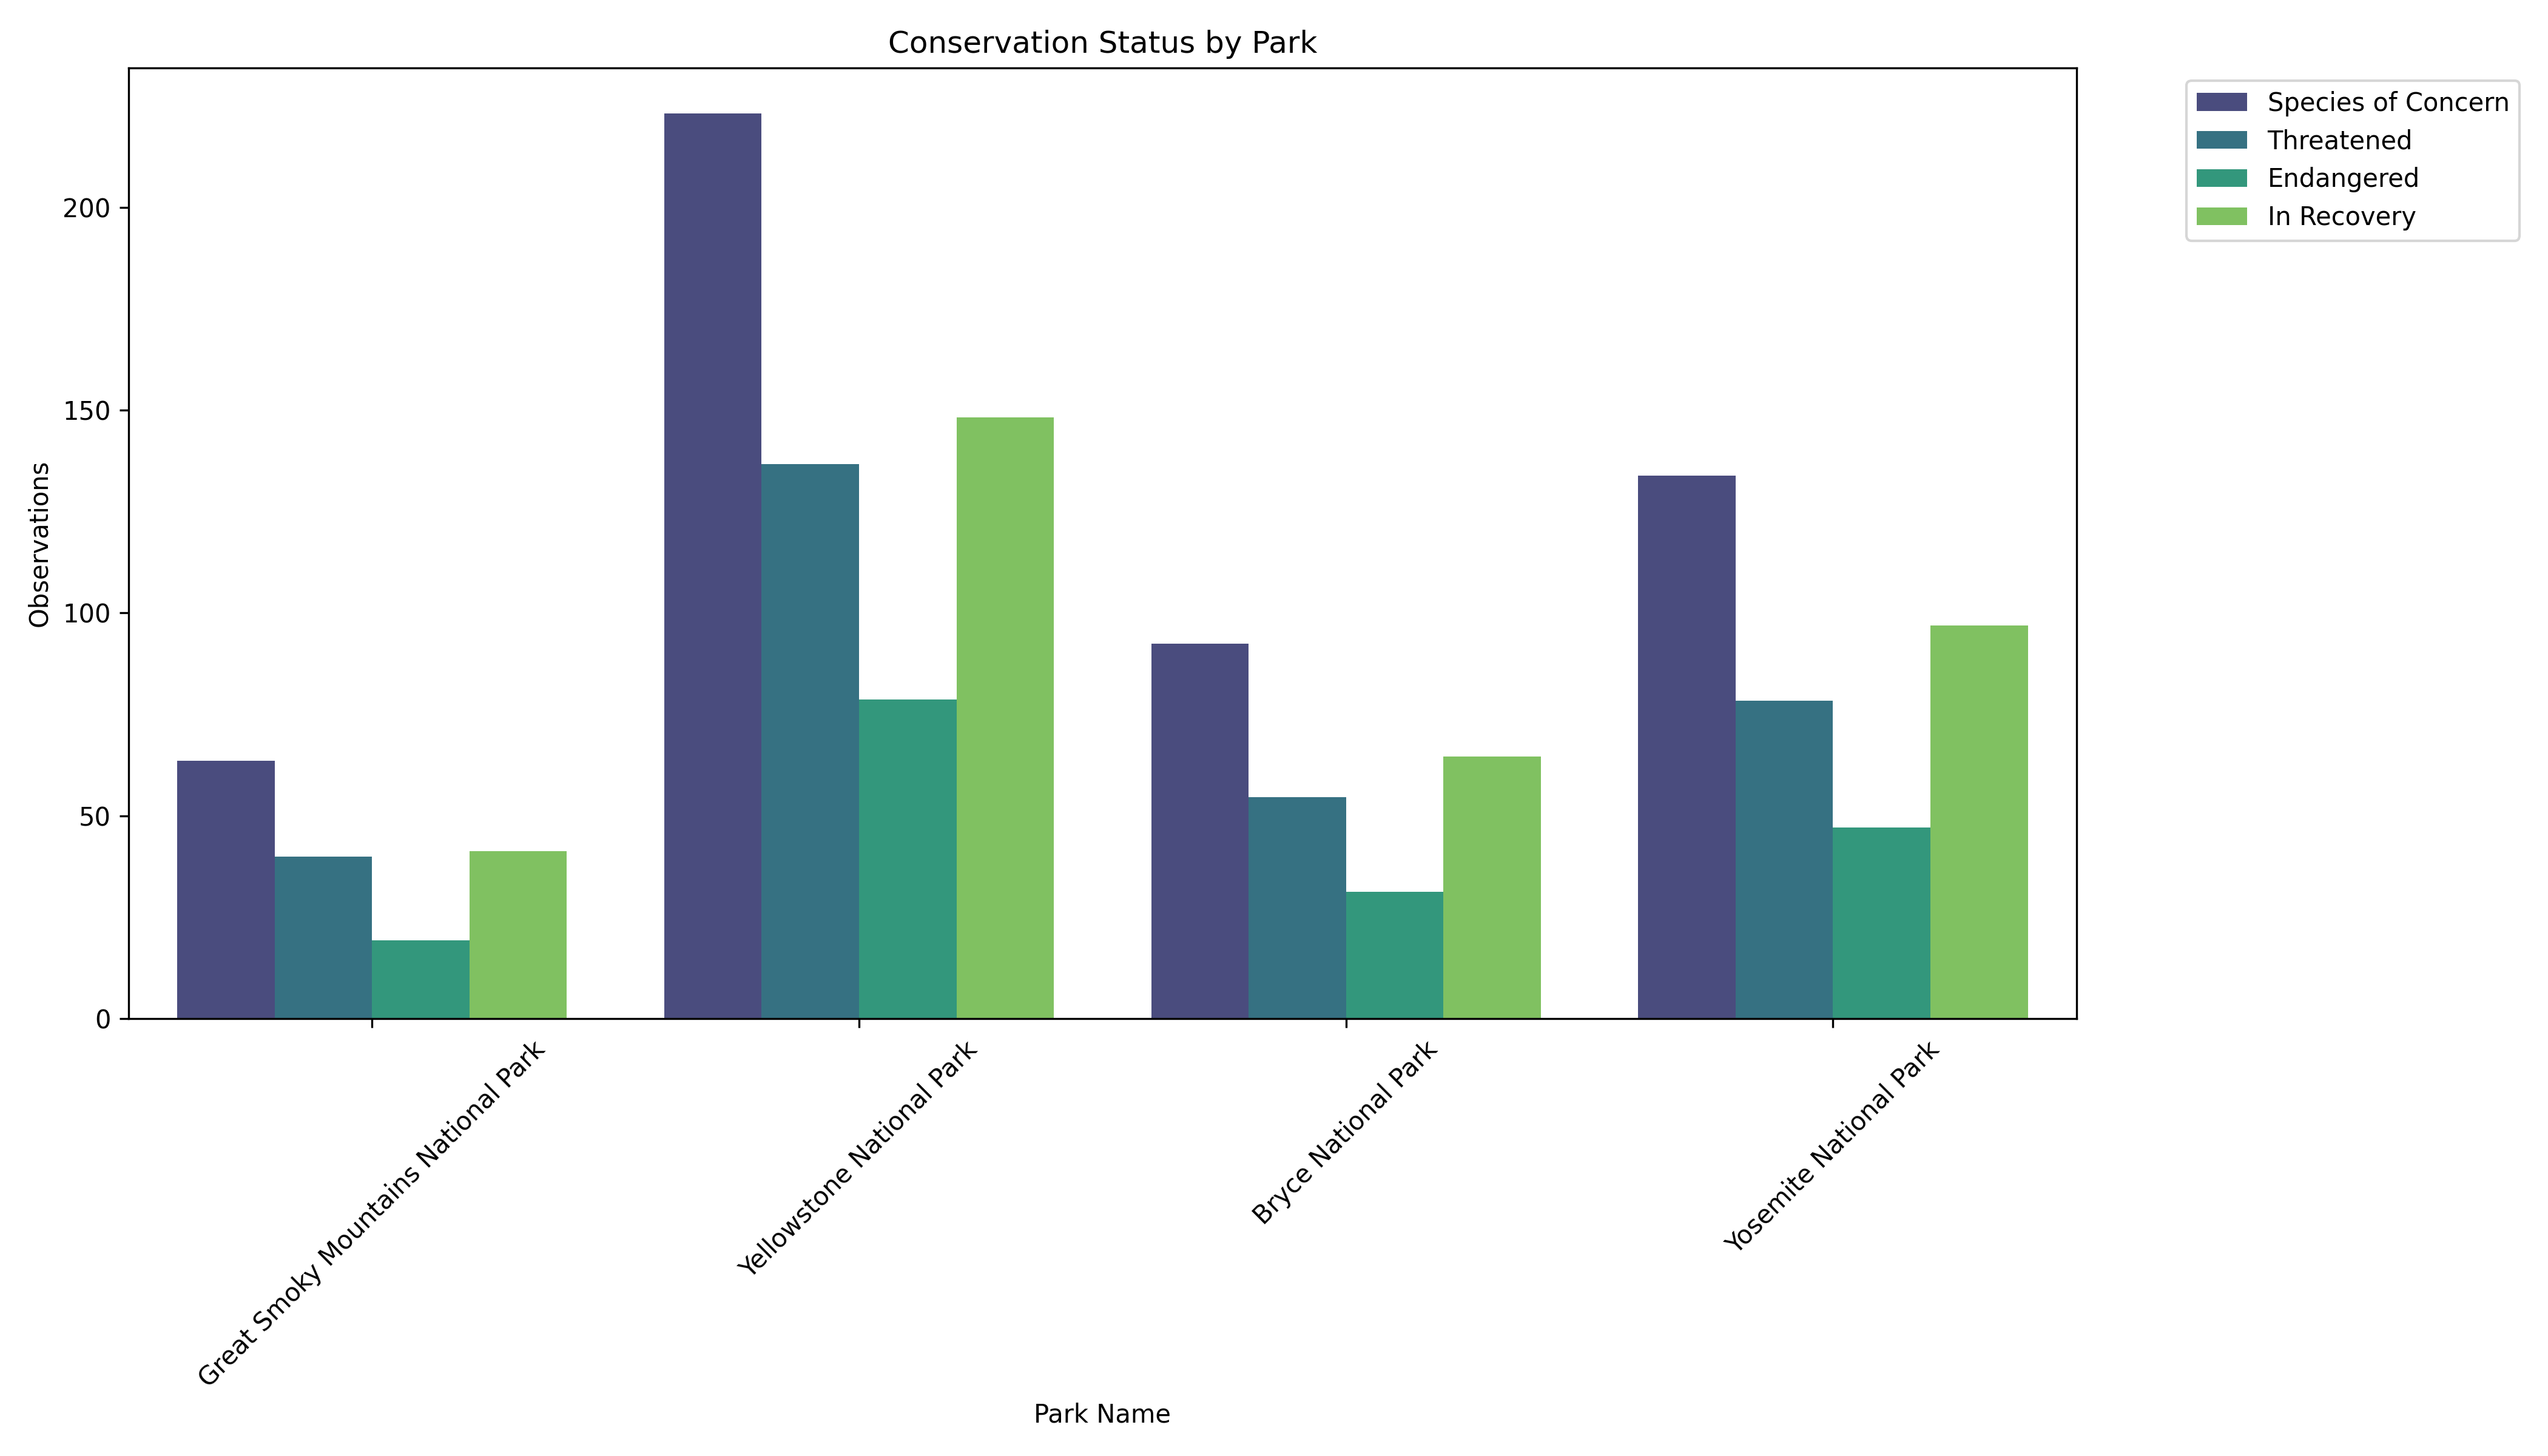 Conservation Status by Park
Species of Concern
Threatened
Endangered
In Recovery
Observations
200
150
100
50
0
Great Smoky Mountains National Park
Yellowstone National Park
Bryce National Park
Yosemite National Park
Park Name